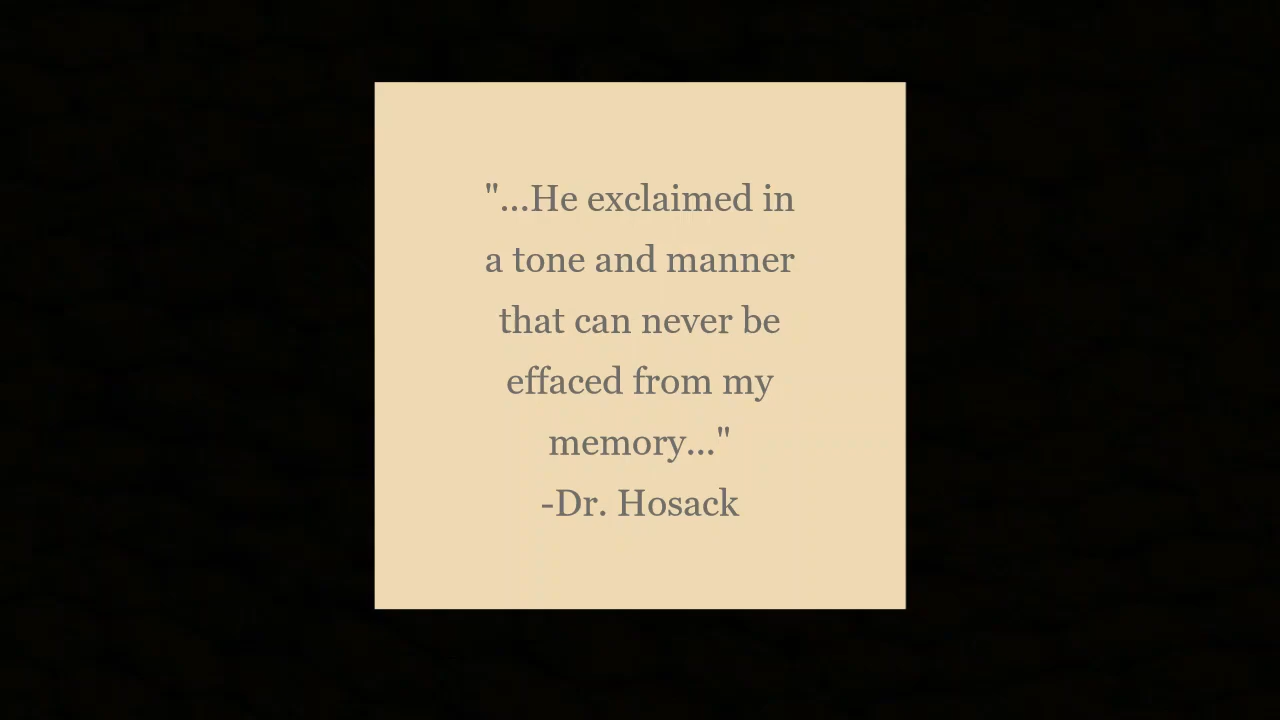 "...He exclaimed in
a tone and manner
that can never be
effaced from my
memory..."
-Dr. Hosack